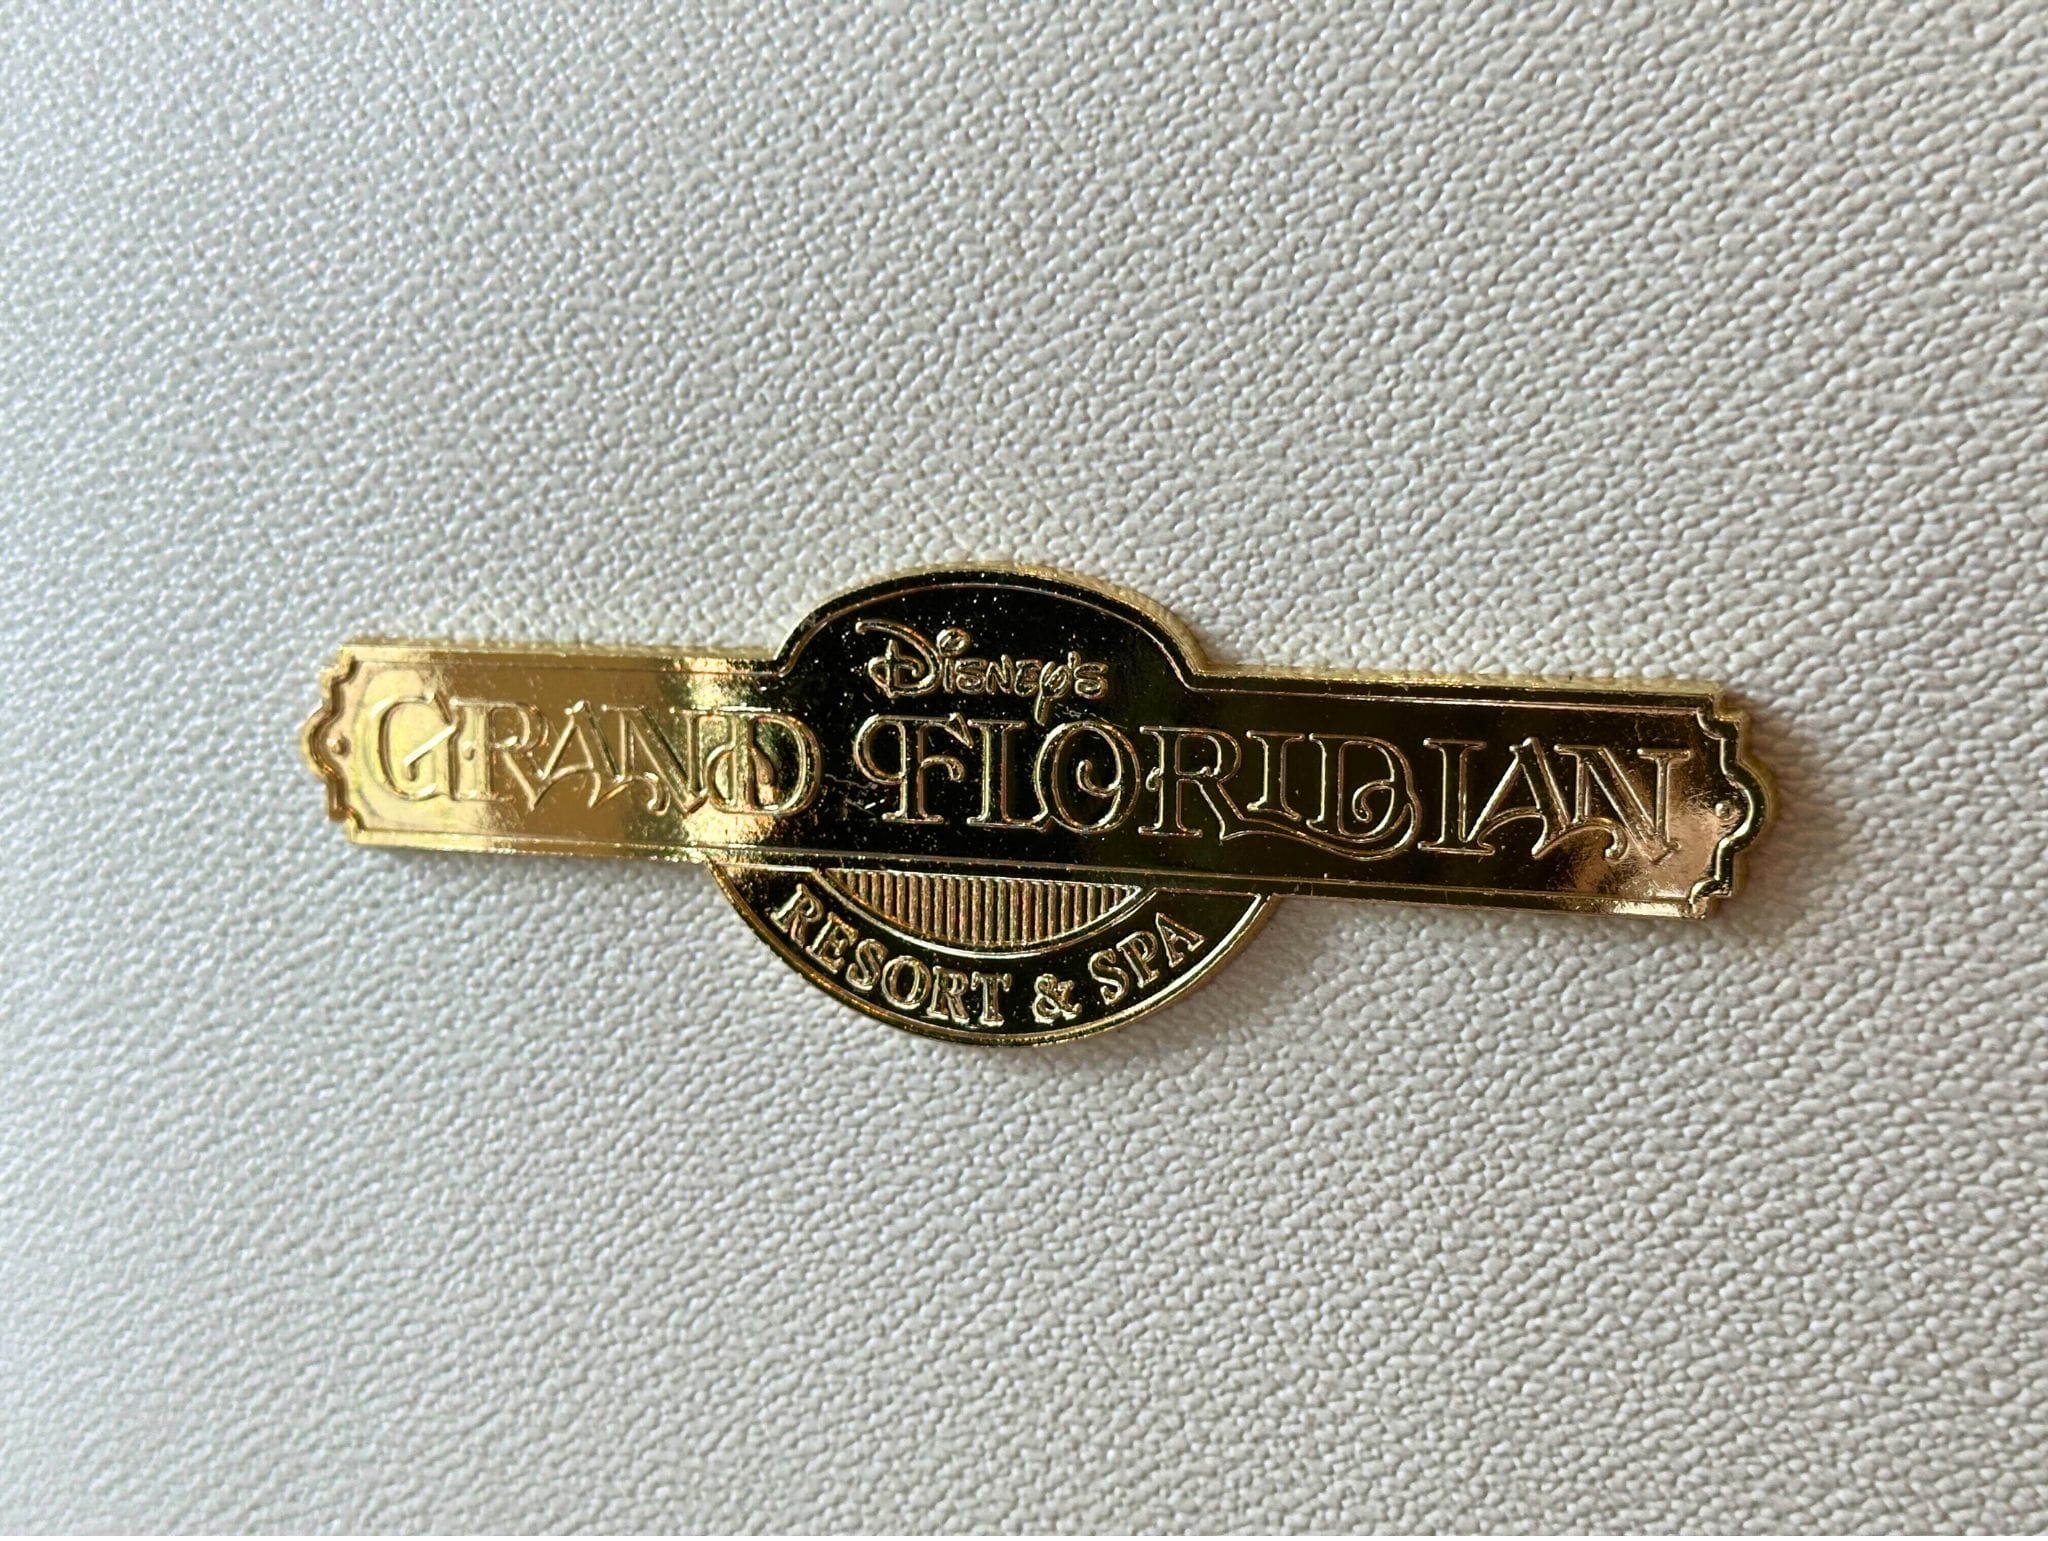 Disney's
GRAND FLORIDIAN
RESORT & SPA